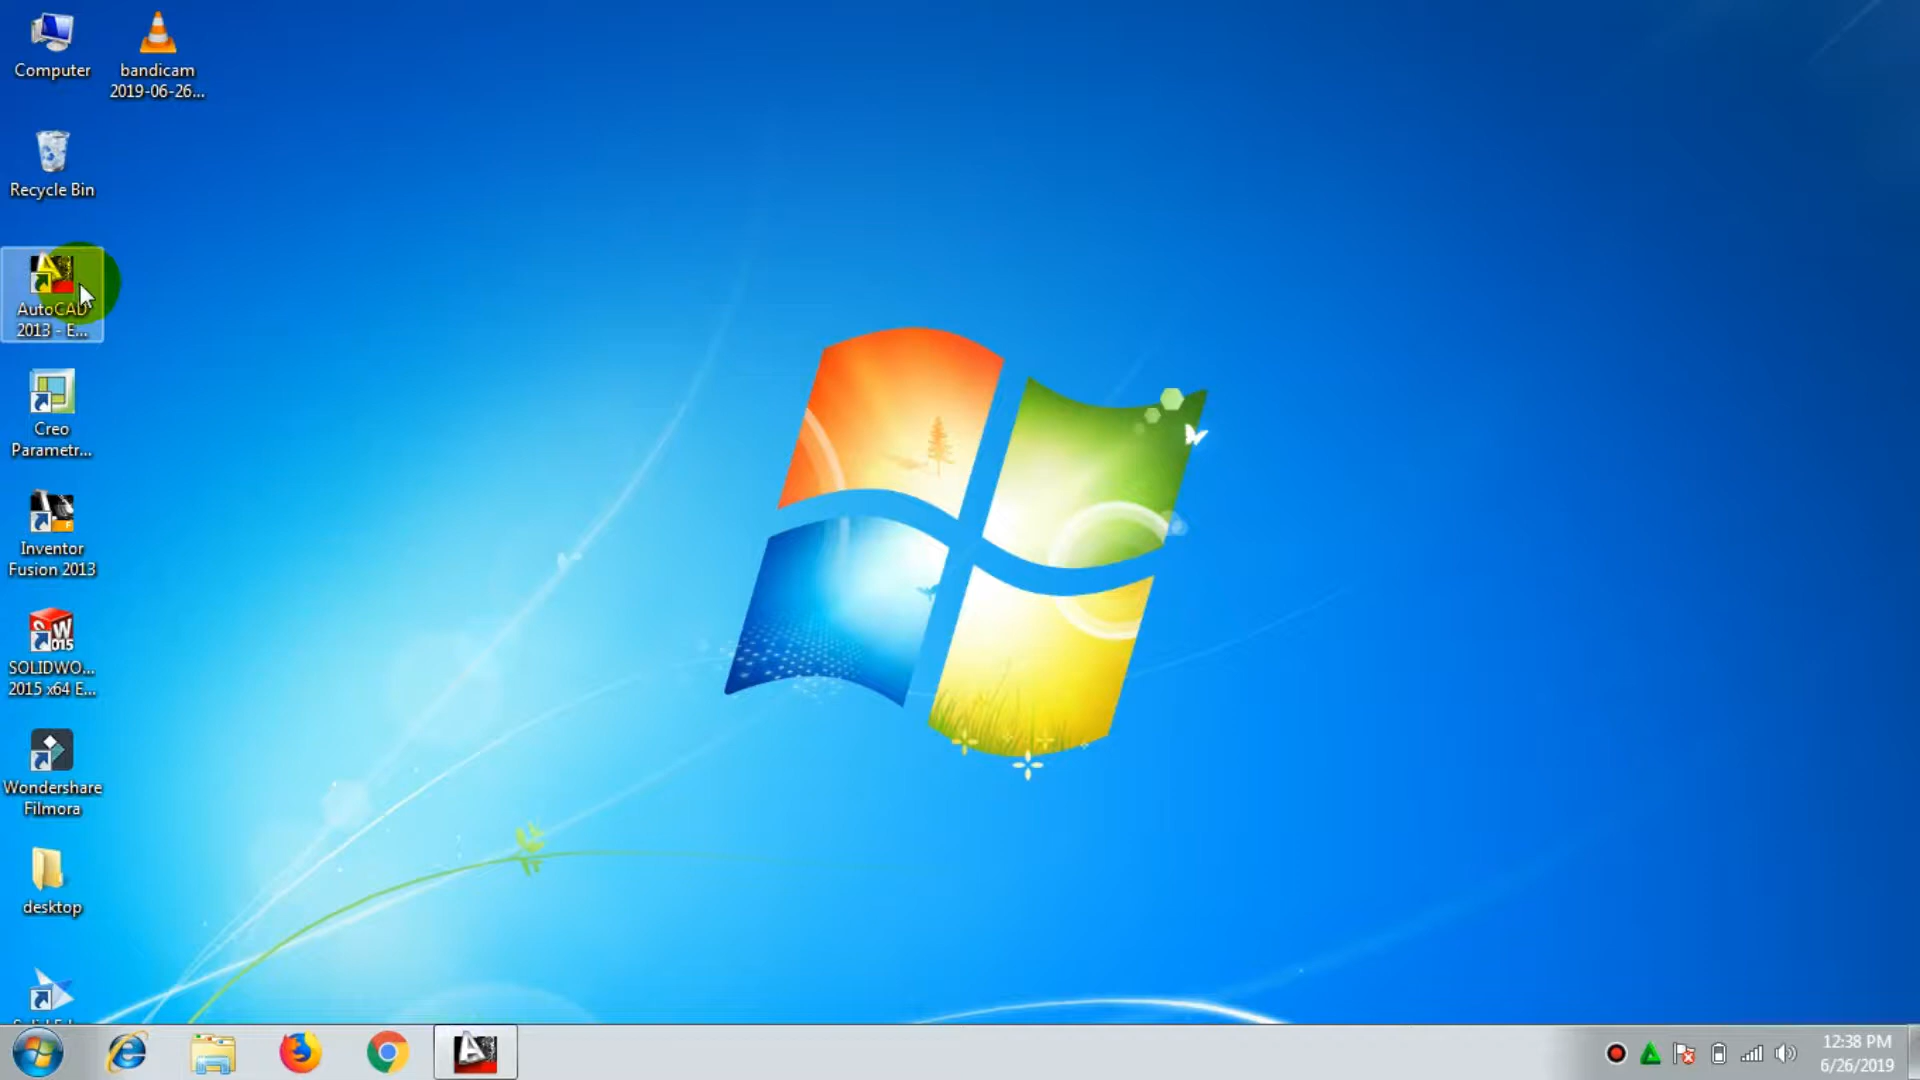 Computer
bandicam
2019-06-26...
Recycle Bin
AutoCAD
2013 - E...
Creo
Parametr...
Inventor
Fusion 2013
SOLIDWO...
2015 x64 E...
Wondershare
Filmora
desktop
12:38 PM
6/26/2019